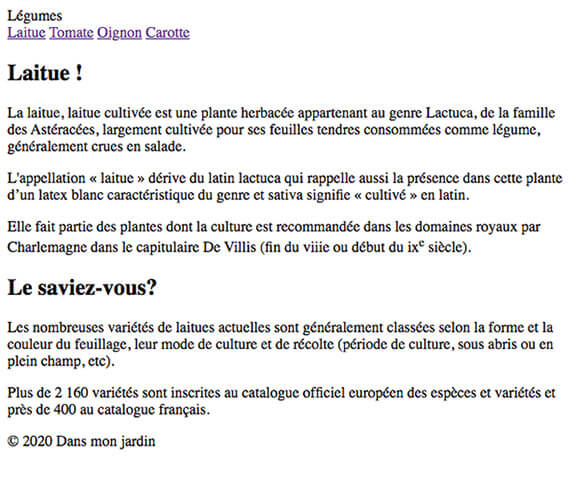 Légumes
Laitue Tomate Oignon Carotte
Laitue !
La laitue, laitue cultivée est une plante herbacée appartenant au genre Lactuca, de la famille
des Astéracées, largement cultivée pour ses feuilles tendres consommées comme légume,
généralement crues en salade.
L'appellation « laitue » dérive du latin lactuca qui rappelle aussi la présence dans cette plante
d’un latex blanc caractéristique du genre et sativa signifie « cultivé » en latin.
Elle fait partie des plantes dont la culture est recommandée dans les domaines royaux par
Charlemagne dans le capitulaire De Villis (fin du viiie ou début du ixe siècle).
Le saviez-vous?
Les nombreuses variétés de laitues actuelles sont généralement classées selon la forme et la
couleur du feuillage, leur mode de culture et de récolte (période de culture, sous abris ou en
plein champ, etc).
Plus de 2 160 variétés sont inscrites au catalogue officiel européen des espèces et variétés et
près de 400 au catalogue français.
© 2020 Dans mon jardin